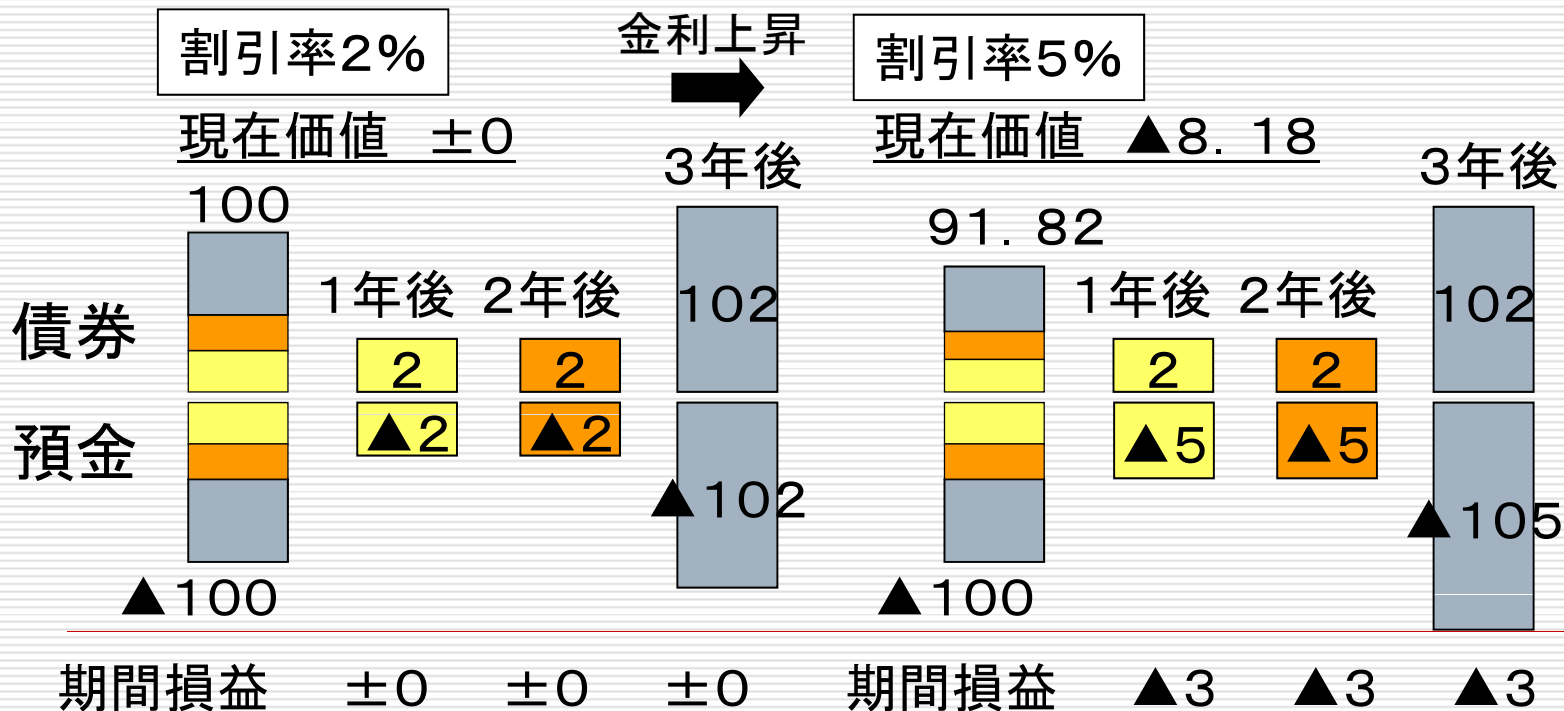 割引率2%
金利上昇
割引率5%
現在価値 ±0
現在価値 ▲8.18
3年後
3年後
100
91.82
1年後 2年後
102
1年後 2年後
102
債券
2
2
2
2
預金
▲2
▲2
▲5
▲5
▲102
▲105
▲100
▲100
期間損益 ±0 ±0 ±0
期間損益 ▲3 ▲3 ▲3